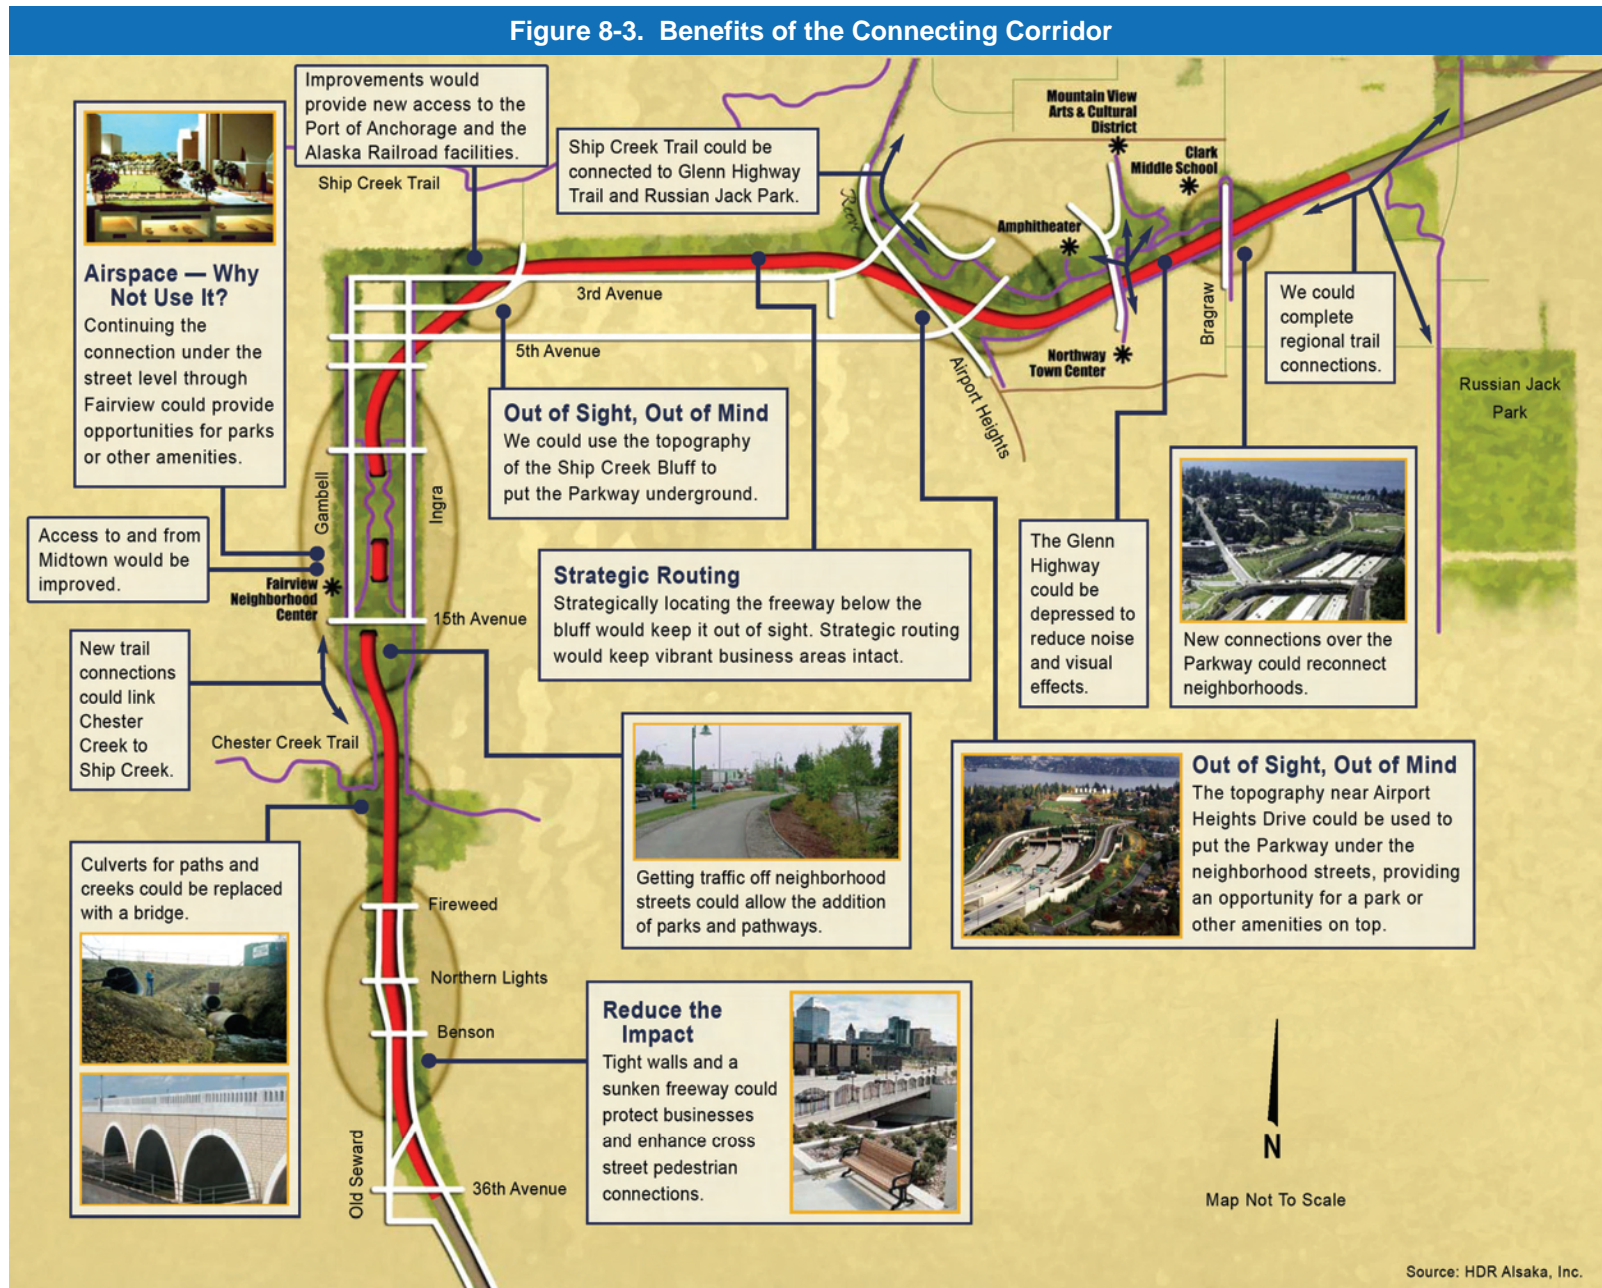 Figure 8-3. Benefits of the Connecting Corridor
Improvements would
provide new access to the
Port of Anchorage and the
Alaska Railroad facilities.
Ship Creek Trail
Ship Creek Trail could be
connected to Glenn Highway
Trail and Russian Jack Park.
Mountain View
Arts & Cultural
District
Clark
Middle School
Amphitheater
Reeve
Airspace — Why
Not Use It?
Continuing the
connection under the
street level through
Fairview could provide
opportunities for parks
or other amenities.
3rd Avenue
5th Avenue
Airport Heights
Northway
Town Center
Bragraw
We could
complete
regional trail
connections.
Russian Jack
Park
Out of Sight, Out of Mind
We could use the topography
of the Ship Creek Bluff to
put the Parkway underground.
Gambell
Ingra
Access to and from
Midtown would be
improved.
Fairview
Neighborhood
Center
15th Avenue
Strategic Routing
Strategically locating the freeway below the
bluff would keep it out of sight. Strategic routing
would keep vibrant business areas intact.
The Glenn
Highway
could be
depressed to
reduce noise
and visual
effects.
New connections over the
Parkway could reconnect
neighborhoods.
New trail
connections
could link
Chester
Creek to
Ship Creek.
Chester Creek Trail
Getting traffic off neighborhood
streets could allow the addition
of parks and pathways.
Out of Sight, Out of Mind
The topography near Airport
Heights Drive could be used to
put the Parkway under the
neighborhood streets, providing
an opportunity for a park or
other amenities on top.
Culverts for paths and
creeks could be replaced
with a bridge.
Fireweed
Northern Lights
Benson
Reduce the
Impact
Tight walls and a
sunken freeway could
protect businesses
and enhance cross
street pedestrian
connections.
Old Seward
36th Avenue
N
Map Not To Scale
Source: HDR Alsaka, Inc.